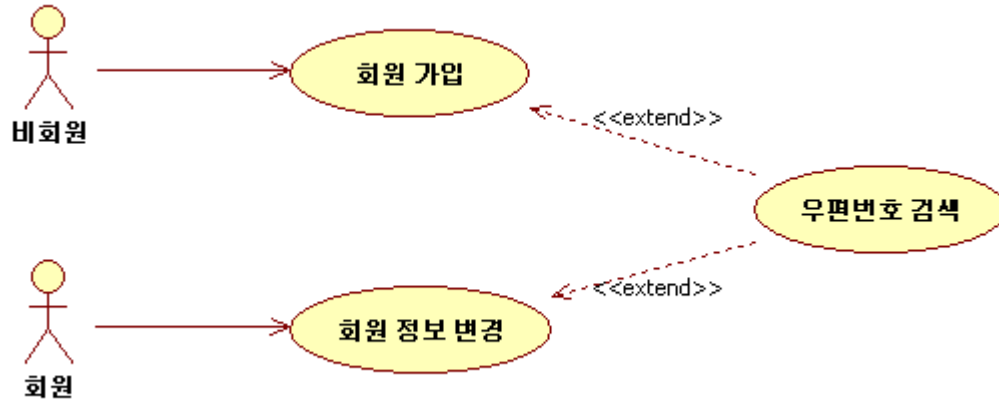 회원 가입
비회원
<<extend>>
우편번호 검색
<<extend>>
회원 정보 변경
회원